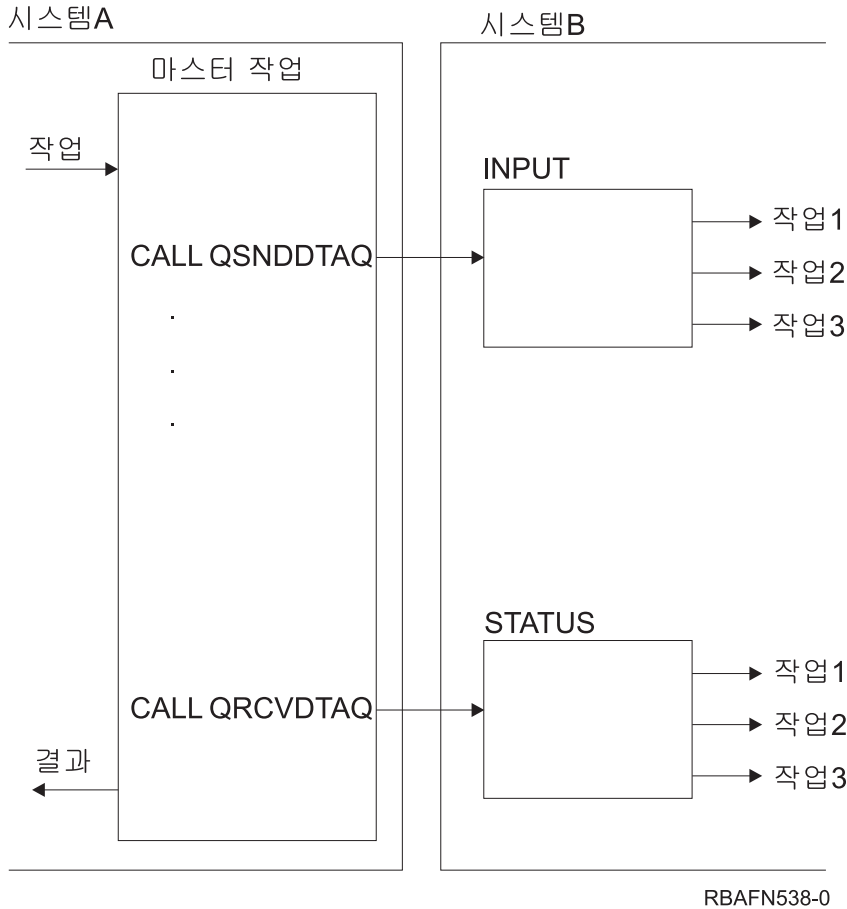 시스템A
시스템B
마스터 작업
작업
INPUT
작업1
CALL QSNDDTAQ
작업2
작업3
.
.
.
STATUS
작업1
CALL QRCVDTAQ
작업2
결과
작업3
RBAFN538-0